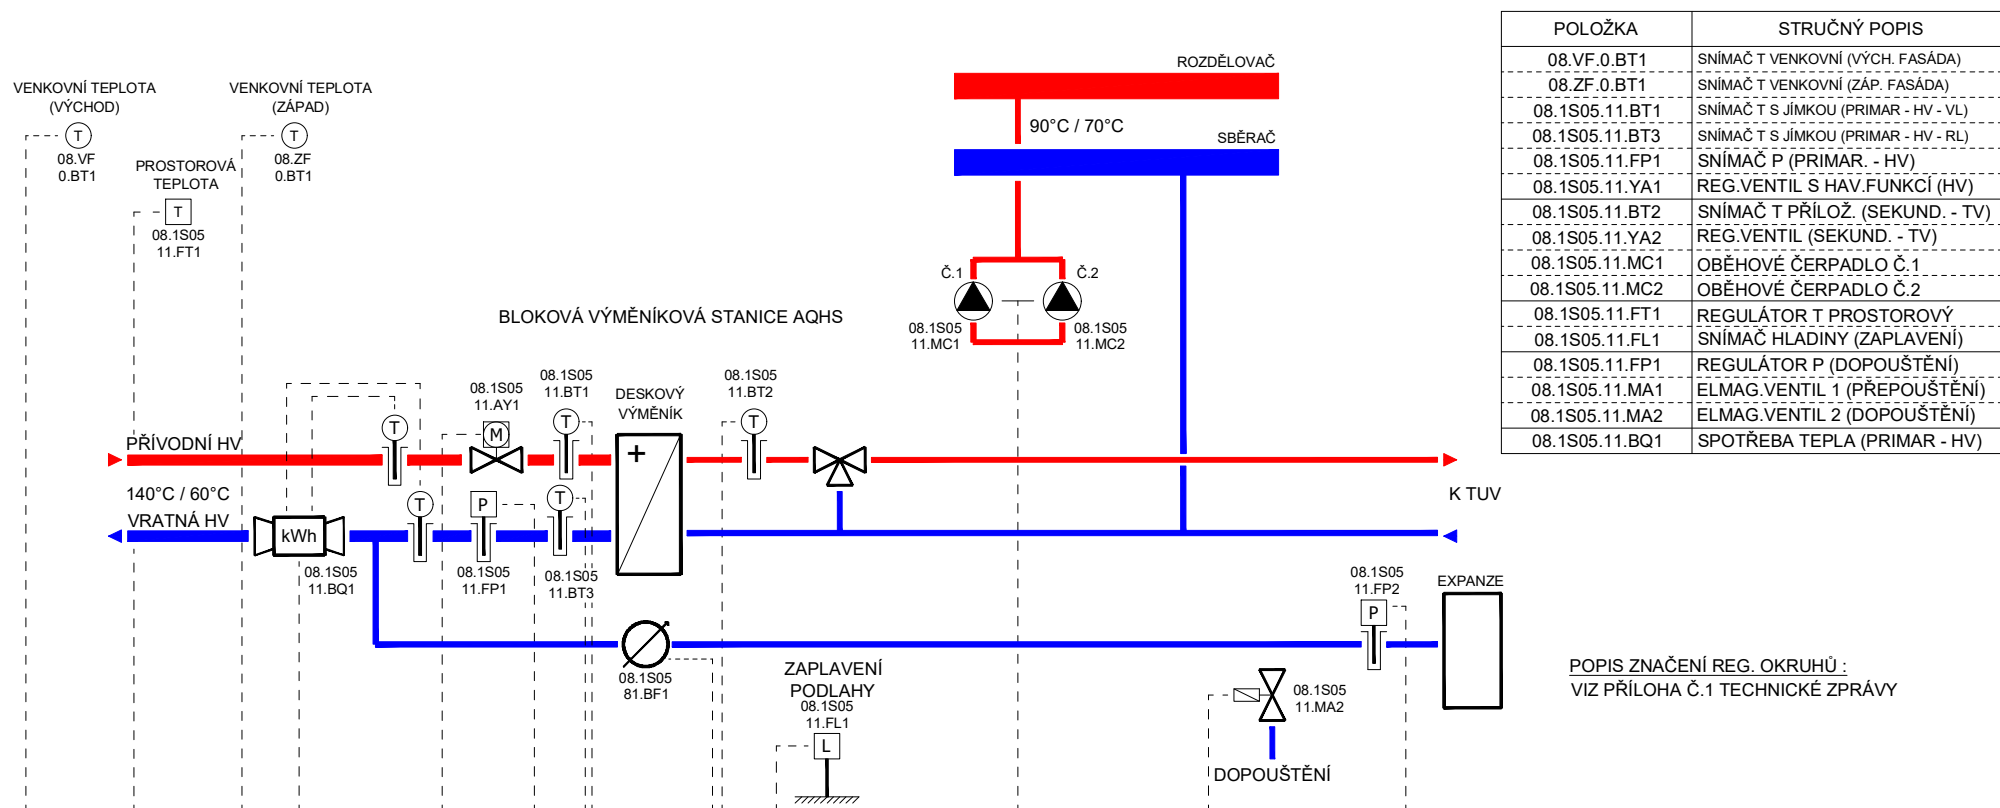 VENKOVNÍ TEPLOTA
(VÝCHOD)
T
08.VF
0.BT1
PROSTOROVÁ
TEPLOTA
T
08.1S05
11.FT1
VENKOVNÍ TEPLOTA
(ZÁPAD)
T
08.ZF
0.BT1
ROZDĚLOVAČ
90°C / 70°C
SBĚRAČ
Č.1
Č.2
08.1S05
11.MC1
08.1S05
11.MC2
BLOKOVÁ VÝMĚNÍKOVÁ STANICE AQHS
PŘÍVODNÍ HV
T
08.1S05
11.AY1
M
08.1S05
11.BT1
T
DESKOVÝ
VÝMĚNÍK
+
08.1S05
11.BT2
T
140°C / 60°C
VRATNÁ HV
kWh
08.1S05
11.BQ1
T
P
08.1S05
11.FP1
T
08.1S05
11.BT3
K TUV
08.1S05
81.BF1
ZAPLAVENÍ
PODLAHY
08.1S05
11.FL1
L
08.1S05
11.FP2
P
EXPANZE
08.1S05
11.MA2
DOPOUŠTĚNÍ
POLOŽKA STRUČNÝ POPIS
08.VF.0.BT1 SNÍMAČ T VENKOVNÍ (VÝCH. FASÁDA)
08.ZF.0.BT1 SNÍMAČ T VENKOVNÍ (ZÁP. FASÁDA)
08.1S05.11.BT1 SNÍMAČ T S JÍMKOU (PRIMAR - HV - VL)
08.1S05.11.BT3 SNÍMAČ T S JÍMKOU (PRIMAR - HV - RL)
08.1S05.11.FP1 SNÍMAČ P (PRIMAR. - HV)
08.1S05.11.YA1 REG.VENTIL S HAV.FUNKCÍ (HV)
08.1S05.11.BT2 SNÍMAČ T PŘÍLOŽ. (SEKUND. - TV)
08.1S05.11.YA2 REG.VENTIL (SEKUND. - TV)
08.1S05.11.MC1 OBĚHOVÉ ČERPADLO Č.1
08.1S05.11.MC2 OBĚHOVÉ ČERPADLO Č.2
08.1S05.11.FT1 REGULÁTOR T PROSTOROVÝ
08.1S05.11.FL1 SNÍMAČ HLADINY (ZAPLAVENÍ)
08.1S05.11.FP1 REGULÁTOR P (DOPOUŠTĚNÍ)
08.1S05.11.MA1 ELMAG.VENTIL 1 (PŘEPOUŠTĚNÍ)
08.1S05.11.MA2 ELMAG.VENTIL 2 (DOPOUŠTĚNÍ)
08.1S05.11.BQ1 SPOTŘEBA TEPLA (PRIMAR - HV)
POPIS ZNAČENÍ REG. OKRUHŮ :
VIZ PŘÍLOHA Č.1 TECHNICKÉ ZPRÁVY